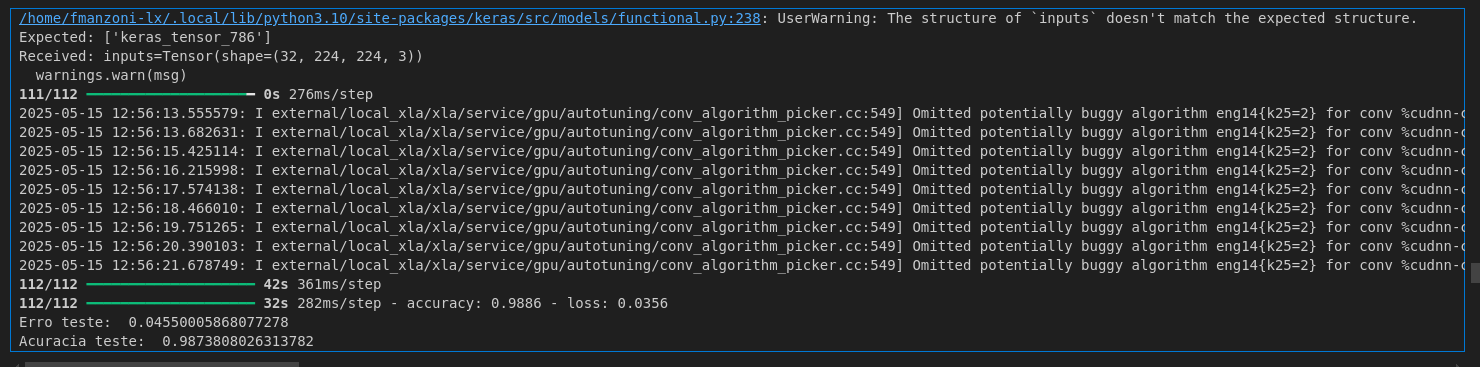 /home/fmanzoni-lx/.local/lib/python3.10/site-packages/keras/src/models/functional.py:238: UserWarning: The structure of `inputs` doesn't match the expected structure.
Expected: ['keras_tensor_786']
Received: inputs=Tensor(shape=(32, 224, 224, 3))
  warnings.warn(msg)
111/112 0s 276ms/step
2025-05-15 12:56:13.555579: I external/local_xla/xla/service/gpu/autotuning/conv_algorithm_picker.cc:549] Omitted potentially buggy algorithm eng14{k25=2} for conv %cudnn-c
2025-05-15 12:56:13.682631: I external/local_xla/xla/service/gpu/autotuning/conv_algorithm_picker.cc:549] Omitted potentially buggy algorithm eng14{k25=2} for conv %cudnn-c
2025-05-15 12:56:15.425114: I external/local_xla/xla/service/gpu/autotuning/conv_algorithm_picker.cc:549] Omitted potentially buggy algorithm eng14{k25=2} for conv %cudnn-c
2025-05-15 12:56:16.215998: I external/local_xla/xla/service/gpu/autotuning/conv_algorithm_picker.cc:549] Omitted potentially buggy algorithm eng14{k25=2} for conv %cudnn-c
2025-05-15 12:56:17.574138: I external/local_xla/xla/service/gpu/autotuning/conv_algorithm_picker.cc:549] Omitted potentially buggy algorithm eng14{k25=2} for conv %cudnn-c
2025-05-15 12:56:18.466010: I external/local_xla/xla/service/gpu/autotuning/conv_algorithm_picker.cc:549] Omitted potentially buggy algorithm eng14{k25=2} for conv %cudnn-c
2025-05-15 12:56:19.751265: I external/local_xla/xla/service/gpu/autotuning/conv_algorithm_picker.cc:549] Omitted potentially buggy algorithm eng14{k25=2} for conv %cudnn-c
2025-05-15 12:56:20.390103: I external/local_xla/xla/service/gpu/autotuning/conv_algorithm_picker.cc:549] Omitted potentially buggy algorithm eng14{k25=2} for conv %cudnn-c
2025-05-15 12:56:21.678749: I external/local_xla/xla/service/gpu/autotuning/conv_algorithm_picker.cc:549] Omitted potentially buggy algorithm eng14{k25=2} for conv %cudnn-c
112/112 42s 361ms/step
112/112 32s 282ms/step - accuracy: 0.9886 - loss: 0.0356
Erro teste:  0.04550005868077278
Acuracia teste:  0.9873808026313782